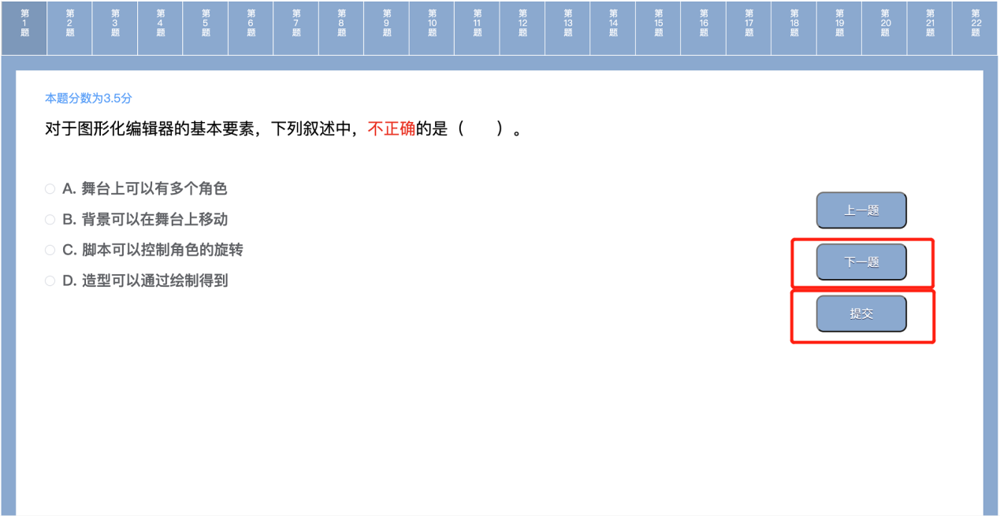 第1题 第2题 第3题 第4题 第5题 第6题 第7题 第8题 第9题 第10题 第11题 第12题 第13题 第14题 第15题 第16题 第17题 第18题 第19题 第20题 第21题 第22题
本题分数为3.5分
对于图形化编辑器的基本要素，下列叙述中，不正确的是（　　）。
A. 舞台上可以有多个角色
B. 背景可以在舞台上移动
C. 脚本可以控制角色的旋转
D. 造型可以通过绘制得到
上一题
下一题
提交